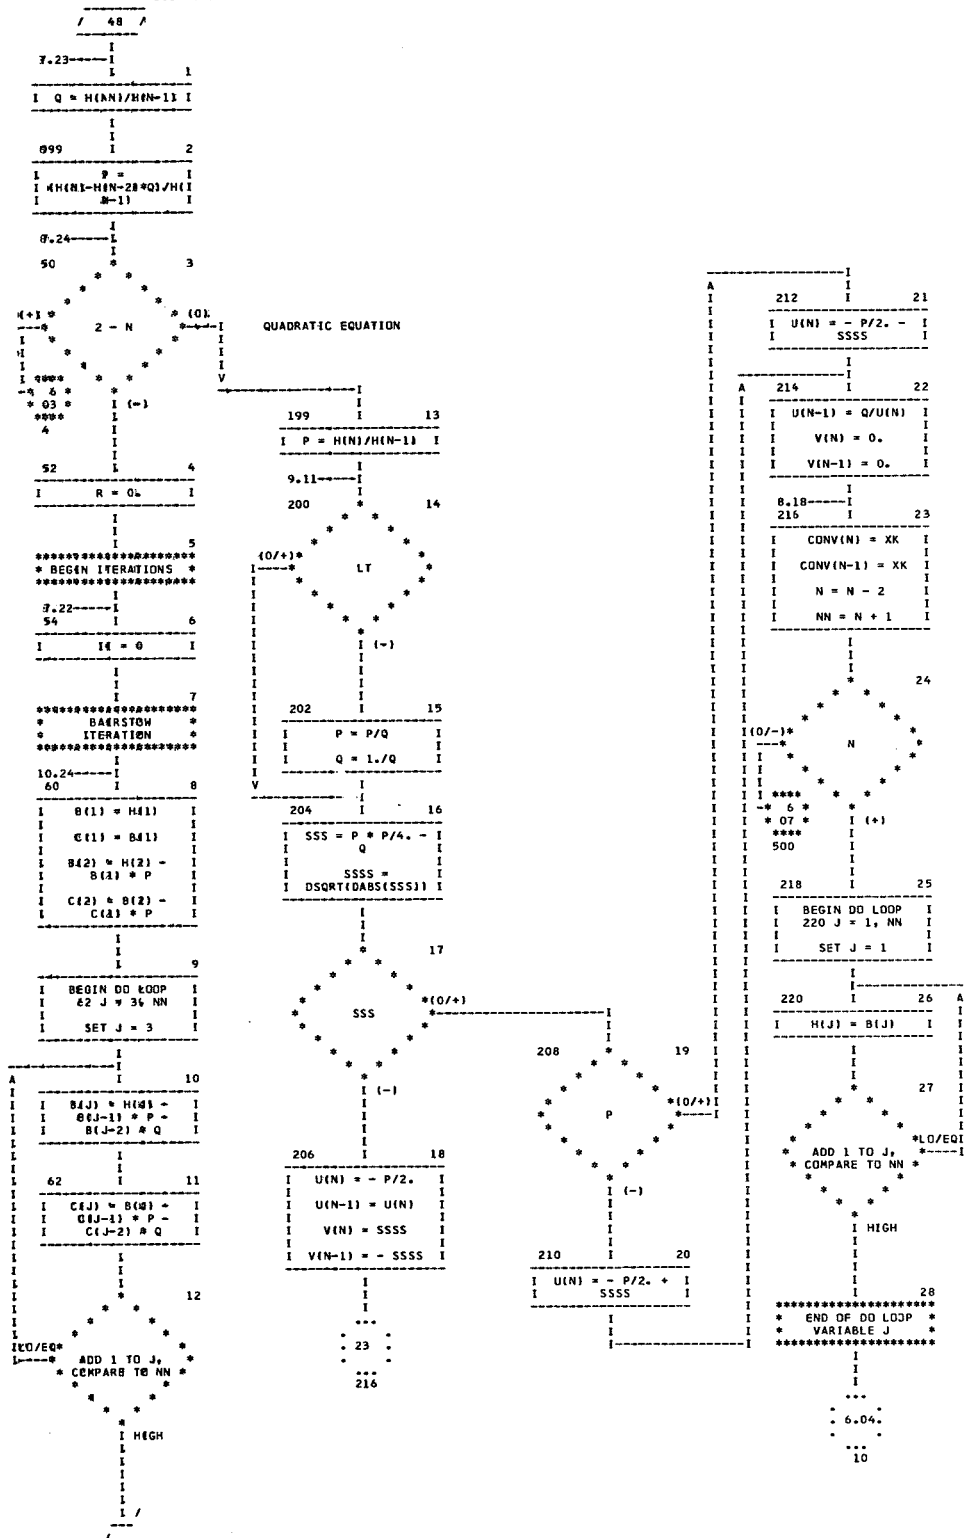 / 48 /
7.23
1
Q = H(NN)/H(N-1)
099
2
P =
(H(N)-H(N-2)*Q)/H(
N-1)
8.24
50
3
(+)
2 - N
(0)
6
03
4
(-)
52
4
R = 0.
5
BEGIN ITERATIONS
7.22
54
6
= 0
7
BAIRSTOW
ITERATION
10.24
60
8
B(1) = H(1)
C(1) = B(1)
B(2) = H(2) -
B(1) * P
C(2) = B(2) -
C(1) * P
9
BEGIN DO LOOP
62 J = 3, NN
SET J = 3
10
B(J) = H(J) -
B(J-1) * P -
B(J-2) * Q
62
11
C(J) = B(J) -
C(J-1) * P -
C(J-2) * Q
12
LO/EQ
ADD 1 TO J,
COMPARE TO NN
HIGH
QUADRATIC EQUATION
199
13
P = H(N)/H(N-1)
9.11
200
14
(0/+)
LT
(-)
202
15
P = P/Q
Q = 1./Q
204
16
SSS = P * P/4. -
Q
SSSS =
DSQRT(DABS(SSS))
17
SSS
(0/+)
(-)
206
18
U(N) = - P/2.
U(N-1) = U(N)
V(N) = SSSS
V(N-1) = - SSSS
23
216
208
19
P
(0/+)
(-)
210
20
U(N) = - P/2. +
SSSS
212
21
U(N) = - P/2. -
SSSS
214
22
U(N-1) = Q/U(N)
V(N) = 0.
V(N-1) = 0.
8.18
216
23
CONV(N) = XK
CONV(N-1) = XK
N = N - 2
NN = N + 1
24
(0/-)
N
6
07
500
(+)
218
25
BEGIN DO LOOP
220 J = 1, NN
SET J = 1
220
26
H(J) = B(J)
27
LO/EQ
ADD 1 TO J,
COMPARE TO NN
HIGH
28
END OF DO LOOP
VARIABLE J
6.04
10